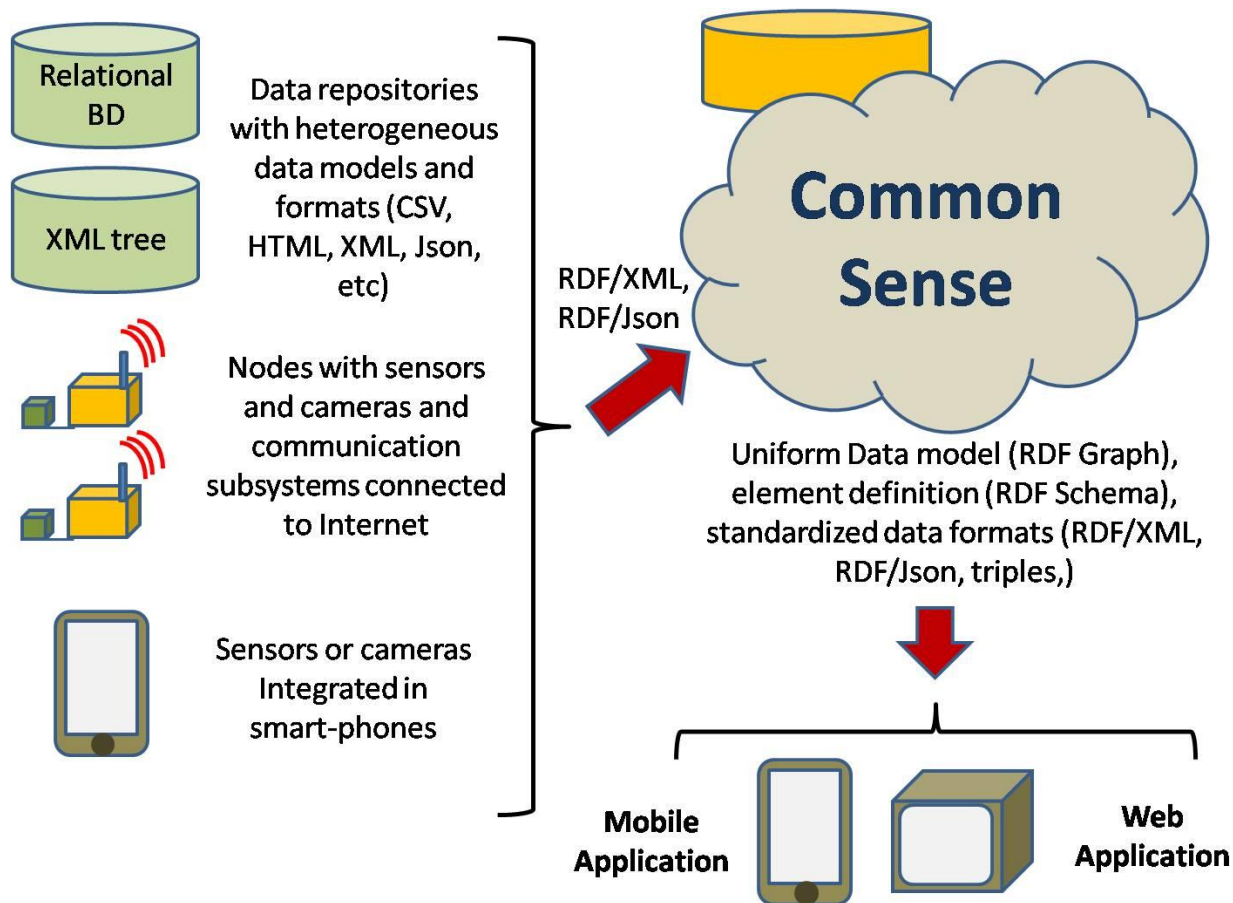 Relational
BD
XML tree
Data repositories
with heterogeneous
data models and
formats (CSV,
HTML, XML, Json,
etc)
Nodes with sensors
and cameras and
communication
subsystems connected
to Internet
Sensors or cameras
Integrated in
smart-phones
RDF/XML,
RDF/Json
Common
Sense
Uniform Data model (RDF Graph),
element definition (RDF Schema),
standardized data formats (RDF/XML,
RDF/Json, triples,)
Mobile
Application
Web
Application